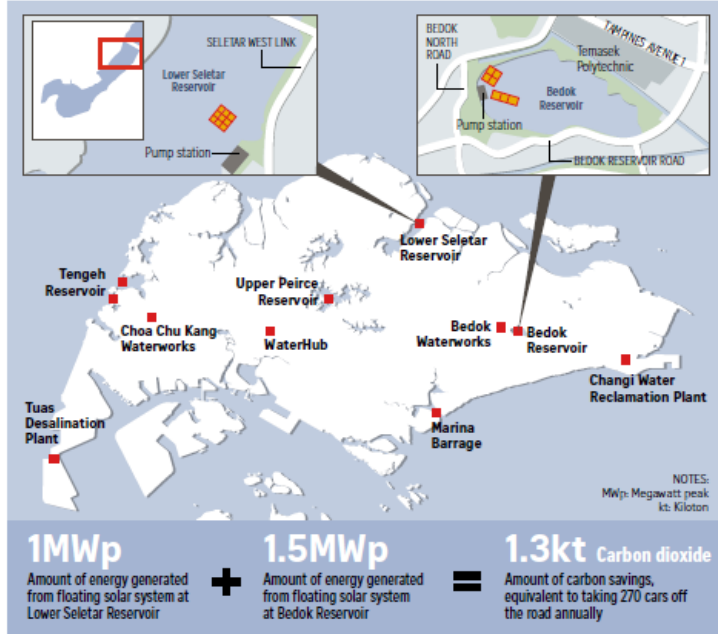 SELETAR WEST LINK
Lower Seletar
Reservoir
Pump station
BEDOK
NORTH
ROAD
TAMPINES AVENUE 1
Temasek
Polytechnic
Bedok
Reservoir
Pump station
BEDOK RESERVOIR ROAD
Lower Seletar
Reservoir
Tengeh
Reservoir
Upper Peirce
Reservoir
Choa Chu Kang
Waterworks
WaterHub
Bedok
Waterworks
Bedok
Reservoir
Changi Water
Reclamation Plant
Tuas
Desalination
Plant
Marina
Barrage
NOTES:
MWp: Megawatt peak
kt: Kiloton
1MWp
Amount of energy generated
from floating solar system at
Lower Seletar Reservoir
+
1.5MWp
Amount of energy generated
from floating solar system
at Bedok Reservoir
=
1.3kt Carbon dioxide
Amount of carbon savings,
equivalent to taking 270 cars off
the road annually